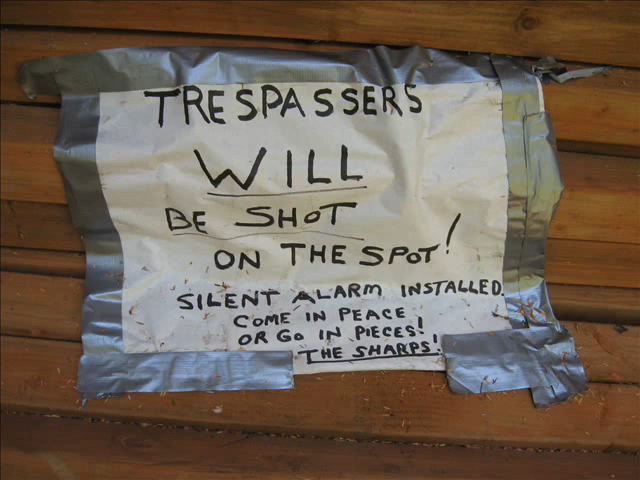 TRESPASSERS
WILL
BE SHOT
ON THE SPOT!
SILENT ALARM INSTALLED.
COME IN PEACE
OR GO IN PIECES!
THE SHARPS!